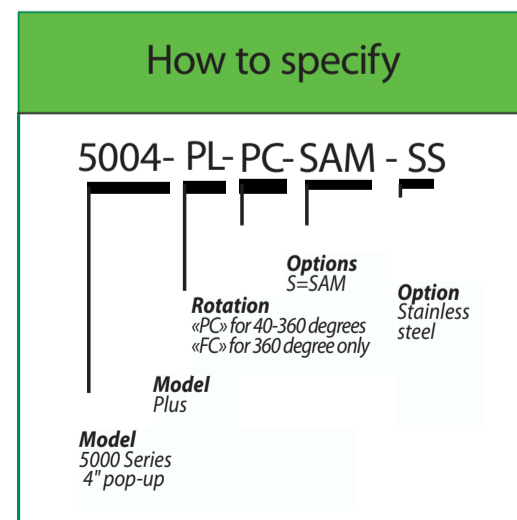 How to specify
5004- PL- PC- SAM - SS
Options
S=SAM
Option
Stainless
steel
Rotation
«PC» for 40-360 degrees
«FC» for 360 degree only
Model
Plus
Model
5000 Series
4" pop-up